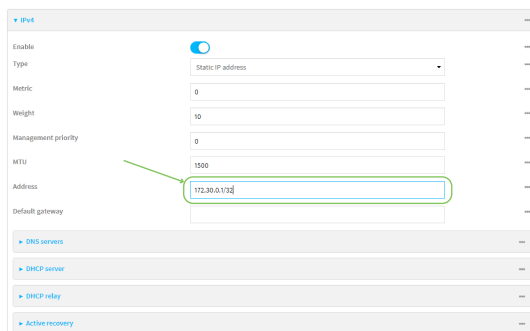 ▾ IPv4
Enable
Type Static IP address
Metric 0
Weight 10
Management priority 0
MTU 1500
Address 172.30.0.1/32
Default gateway
▸ DNS servers
▸ DHCP server
▸ DHCP relay
▸ Active recovery